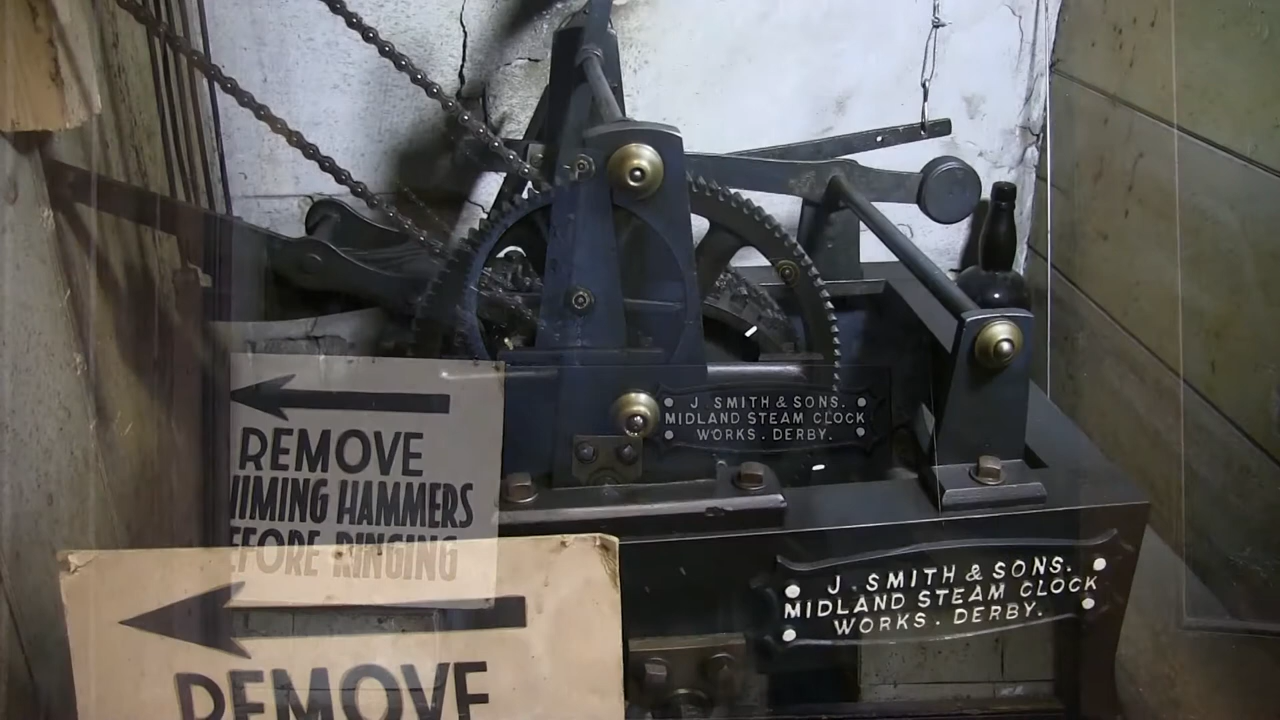 J. SMITH & SONS.
MIDLAND STEAM CLOCK
WORKS. DERBY.
REMOVE
HIMING HAMMERS
EFORE RINGING
J. SMITH & SONS.
MIDLAND STEAM CLOCK
WORKS. DERBY.
REMOVE